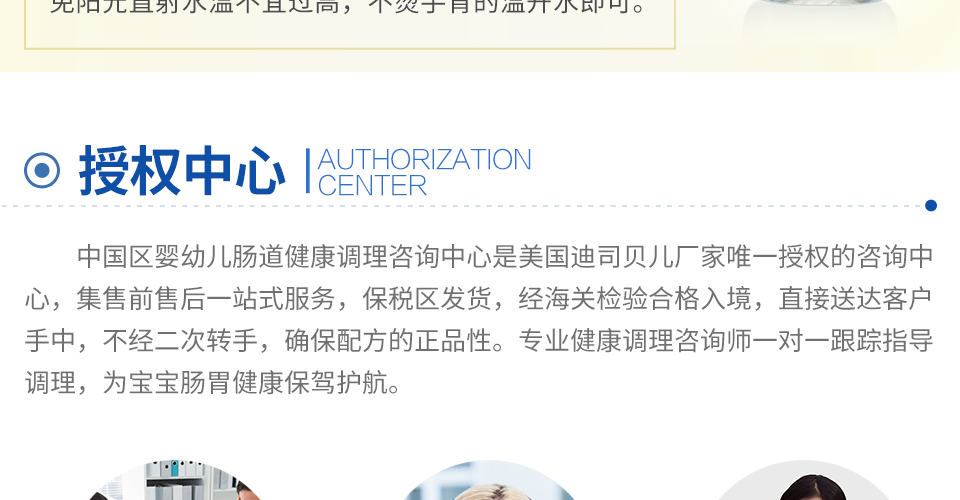 免阳光直射水温不宜过高，不烫手背的温开水即可。
授权中心
AUTHORIZATION
CENTER
中国区婴幼儿肠道健康调理咨询中心是美国迪司贝儿厂家唯一授权的咨询中
心，集售前售后一站式服务，保税区发货，经海关检验合格入境，直接送达客户
手中，不经二次转手，确保配方的正品性。专业健康调理咨询师一对一跟踪指导
调理，为宝宝肠胃健康保驾护航。